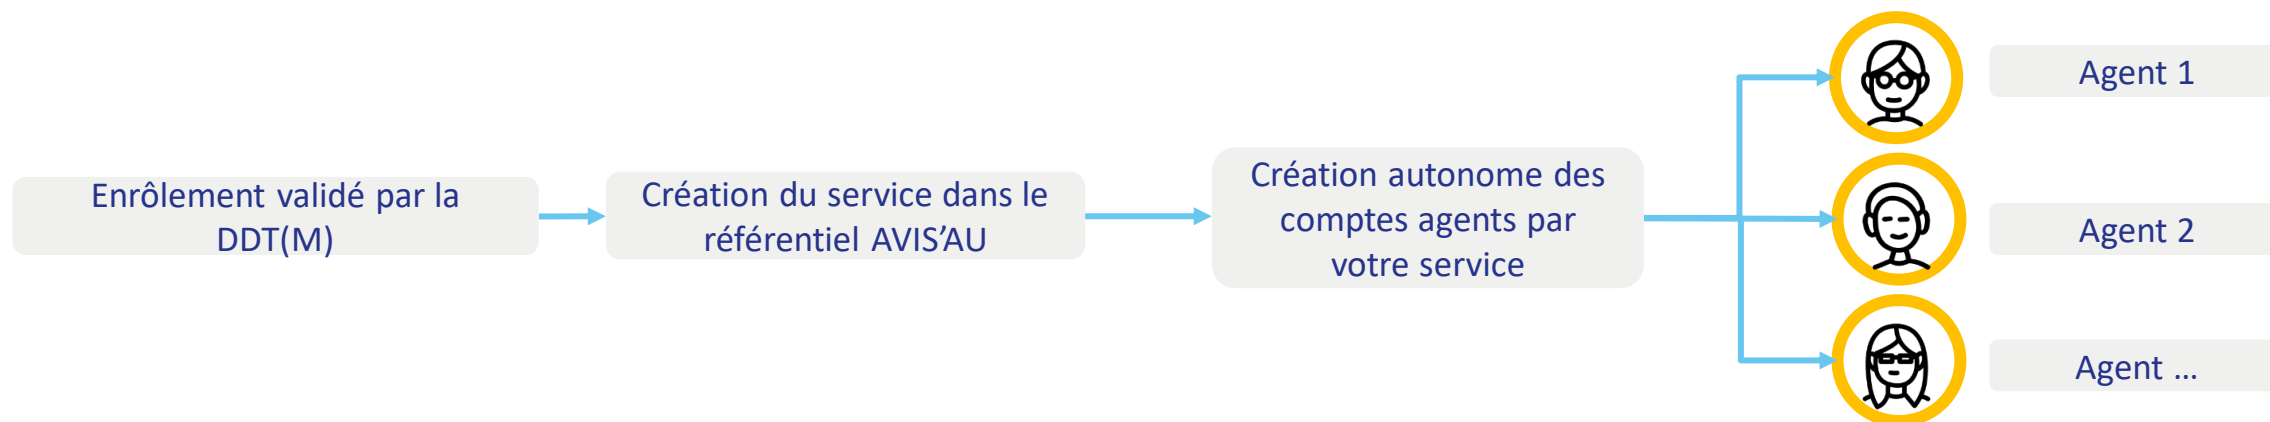 Enrôlement validé par la
DDT(M)
Création du service dans le
référentiel AVIS’AU
Création autonome des
comptes agents par
votre service
Agent 1
Agent 2
Agent …